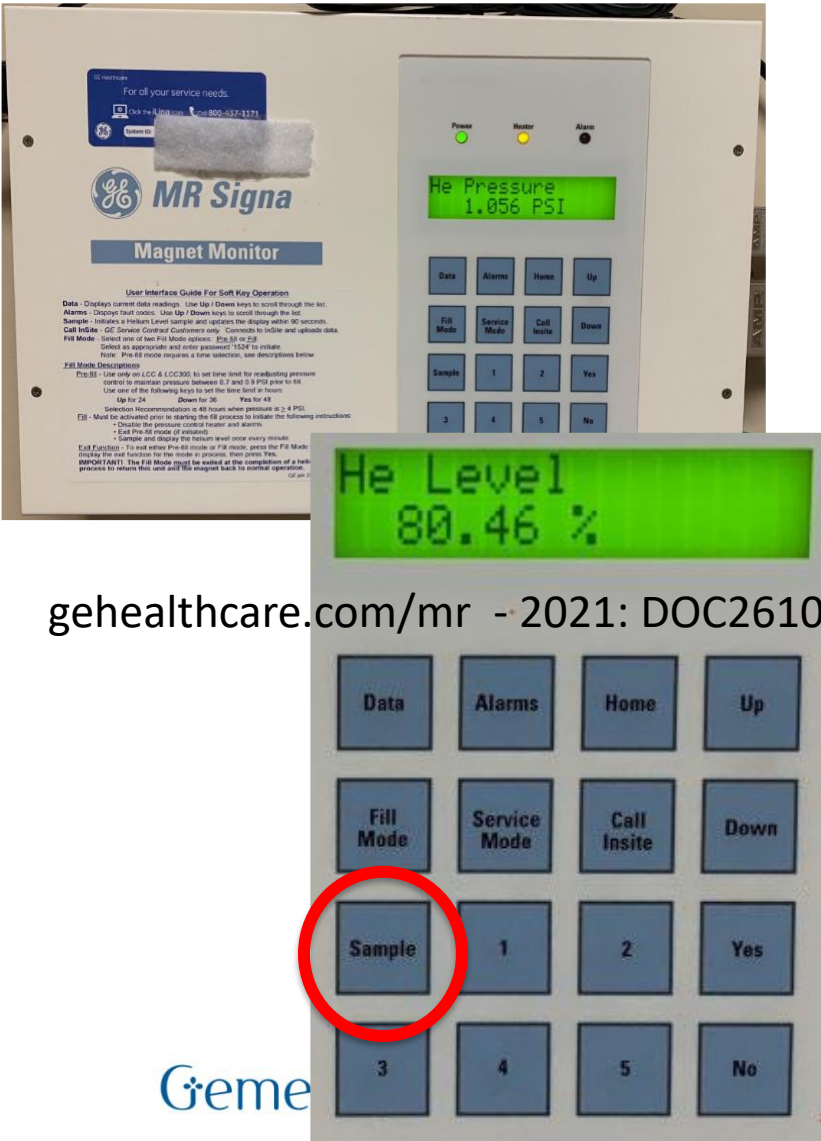 GE Healthcare
For all your service needs.
Click the iLinq icon Call 800-437-1171
System ID:
GE MR Signa
Magnet Monitor
User Interface Guide For Soft Key Operation
Data - Displays current data readings. Use Up / Down keys to scroll through the list.
Alarms - Dispoys fault codes. Use Up / Down keys to scroll through the list.
Sample - Initiates a Helium Level sample and updates the display within 90 seconds.
Call InSite - GE Service Contract Customers only Connects to InSite and uploads data.
Fill Mode - Select one of two Fill Mode options: Pre-fill or Fill.
Select as appropriate and enter password '1524' to initiate.
Note: Pre-fill mode requires a time selection, see descriptions below
Fill Mode Descriptions
Pre-fill - Use only on LCC & LCC300, to set time limit for readjusting pressure
control to maintain pressure between 0.7 and 0.9 PSI prior to fill.
Use one of the following keys to set the time limit in hours:
Up for 24 Down for 36 Yes for 48
Selection Recommendation is 48 hours when pressure is ≥ 4 PSI.
Fill - Must be activated prior to starting the fill process to initiate the following instructions:
• Disable the pressure control heater and alarms
• Exit Pre-fill mode (if initiated)
• Sample and display the helium level once every minute
Exit Function - To exit either Pre-fill mode or Fill mode, press the Fill Mode
display the exit function for the mode in process, then press Yes.
IMPORTANT! The Fill Mode must be exited at the completion of a heli
process to return this unit and the magnet back to normal operation.
Power Heater Alarm
He Pressure
1.056 PSI
Data Alarms Home Up
Fill Mode Service Mode Call Insite Down
Sample 1 2 Yes
3 4 5 No
AMP
AMP
He Level
80.46 %
gehealthcare.com/mr - 2021: DOC2610
Data Alarms Home Up
Fill Mode Service Mode Call Insite Down
Sample 1 2 Yes
3 4 5 No
Geme